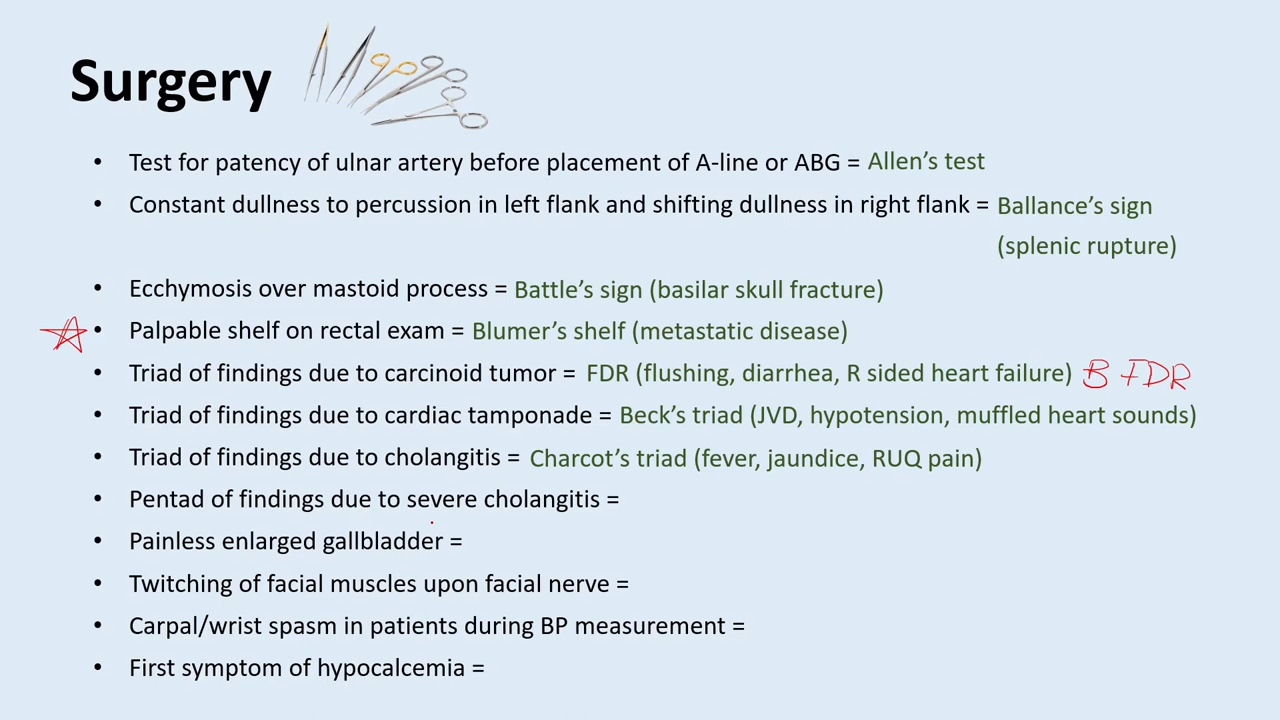 Surgery
• Test for patency of ulnar artery before placement of A-line or ABG = Allen's test
• Constant dullness to percussion in left flank and shifting dullness in right flank = Ballance's sign
(splenic rupture)
• Ecchymosis over mastoid process = Battle's sign (basilar skull fracture)
• Palpable shelf on rectal exam = Blumer's shelf (metastatic disease)
• Triad of findings due to carcinoid tumor = FDR (flushing, diarrhea, R sided heart failure) B FDR
• Triad of findings due to cardiac tamponade = Beck's triad (JVD, hypotension, muffled heart sounds)
• Triad of findings due to cholangitis = Charcot's triad (fever, jaundice, RUQ pain)
• Pentad of findings due to severe cholangitis =
• Painless enlarged gallbladder =
• Twitching of facial muscles upon facial nerve =
• Carpal/wrist spasm in patients during BP measurement =
• First symptom of hypocalcemia =